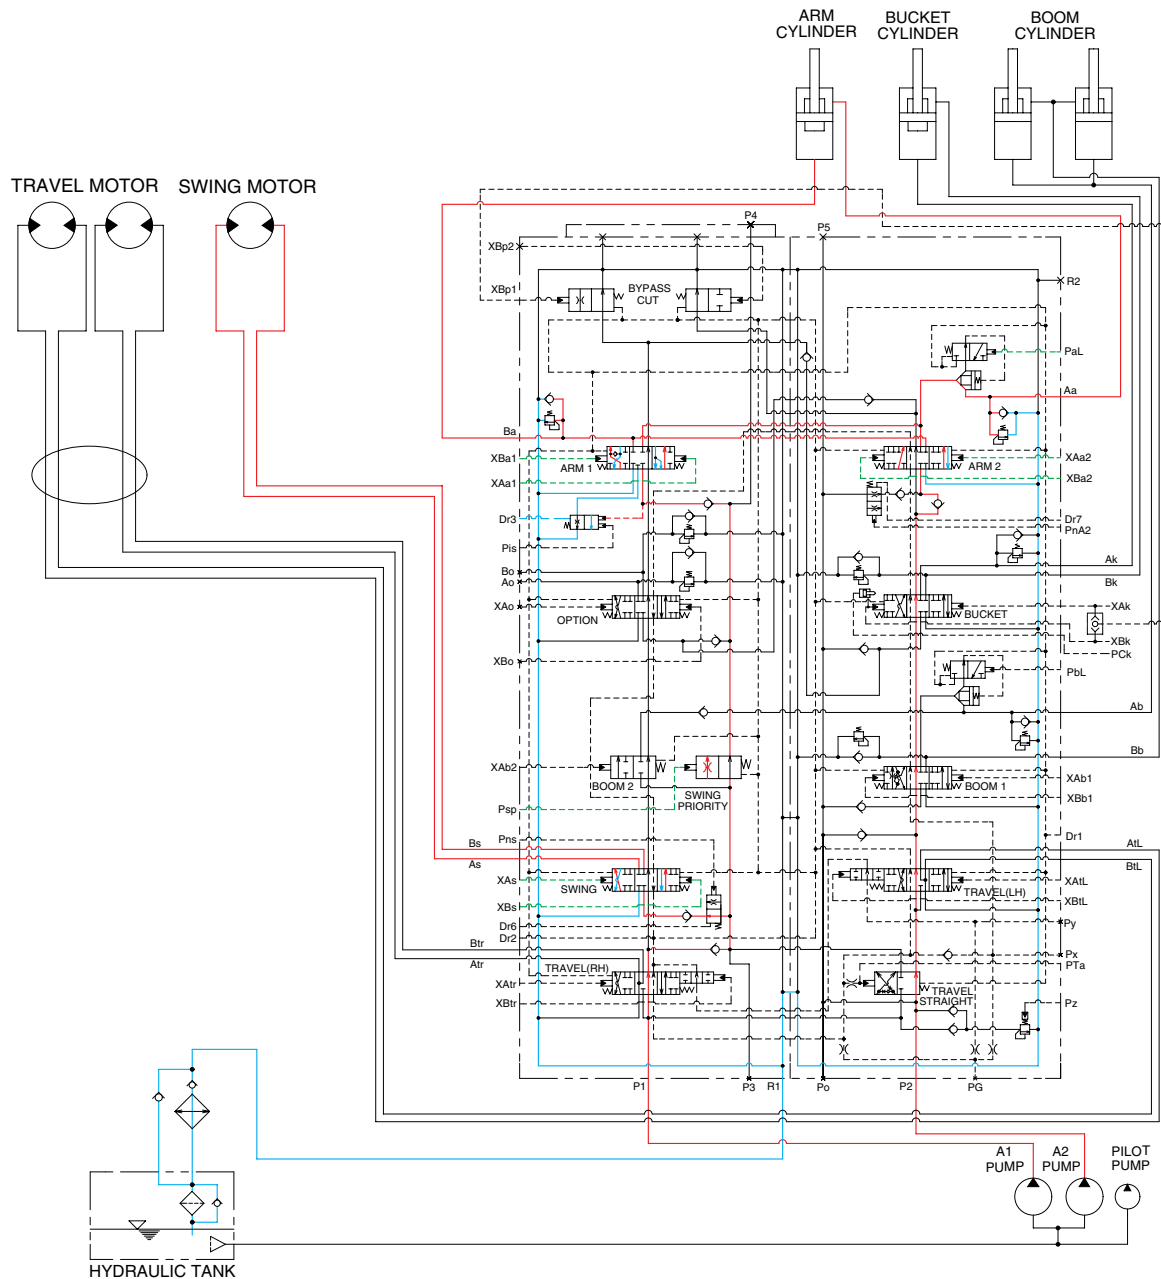 ARM
CYLINDER
BUCKET
CYLINDER
BOOM
CYLINDER
TRAVEL MOTOR
SWING MOTOR
P4
P5
XBp2
XBp1
BYPASS
CUT
R2
PaL
Aa
Ba
XBa1
ARM 1
XAa1
ARM 2
XAa2
XBa2
Dr3
Pis
Dr7
PnA2
Bo
Ao
Ak
Bk
XAo
OPTION
BUCKET
XAk
XBk
PCk
XBo
PbL
Ab
Bb
XAb2
BOOM 2
SWING
PRIORITY
BOOM 1
XAb1
XBb1
Psp
Pns
Dr1
Bs
As
AtL
BtL
XAs
SWING
XBs
TRAVEL(LH)
XAtL
XBtL
Dr6
Dr2
Py
Btr
Atr
TRAVEL(RH)
Px
PTa
XAtr
XBtr
TRAVEL
STRAIGHT
Pz
P1
P3
R1
Po
P2
PG
A1
PUMP
A2
PUMP
PILOT
PUMP
HYDRAULIC TANK